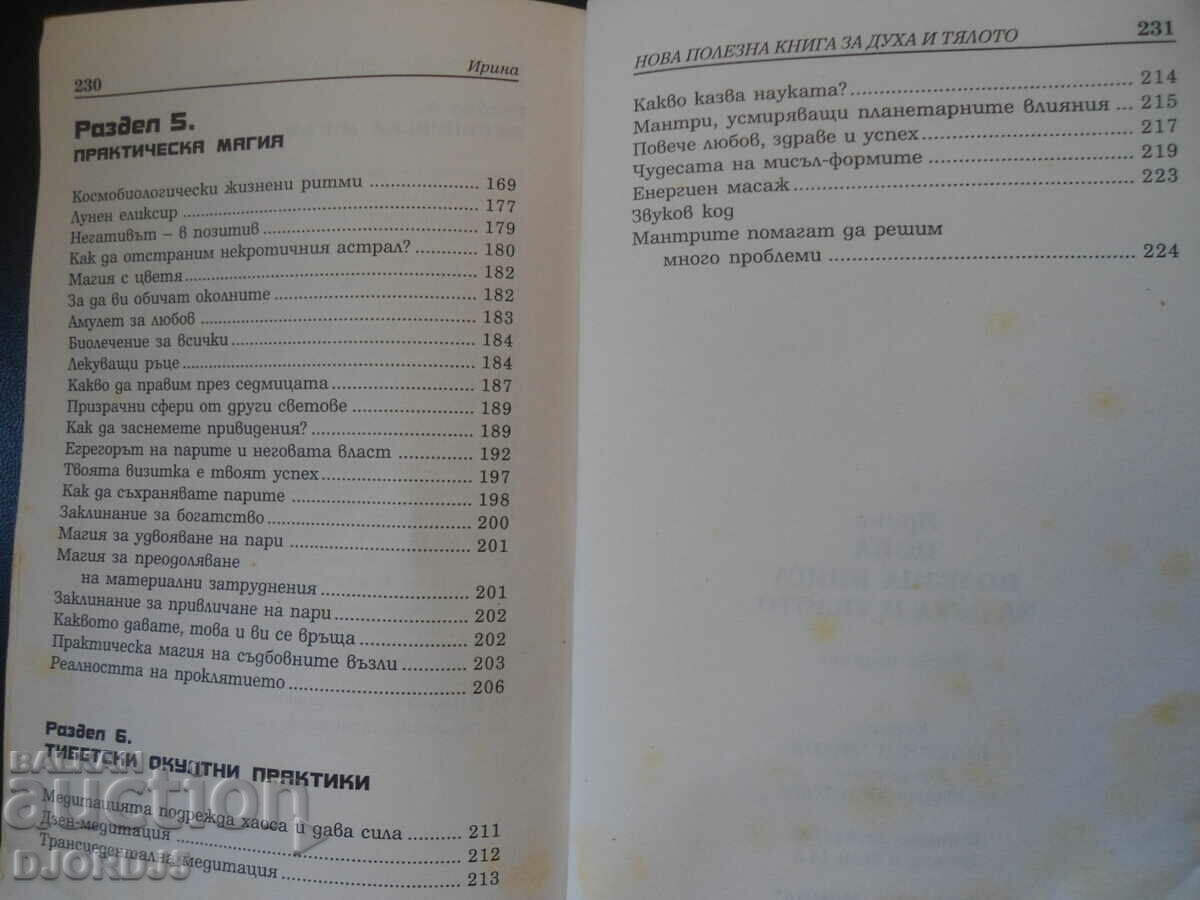 230
Ирина
Раздел 5.
ПРАКТИЧЕСКА МАГИЯ
Космобиологически жизнени ритми 169
Лунен еликсир 177
Негативът – в позитив 179
Как да отстраним некротичния астрал? 180
Магия с цветя 182
За да ви обичат околните 182
Амулет за любов 183
Биолечение за всички 184
Лекуващи ръце 184
Какво да правим през седмицата 187
Призрачни сфери от други светове 189
Как да заснемете привидения? 189
Егрегорът на парите и неговата власт 192
Твоята визитка е твоят успех 197
Как да съхранявате парите 198
Заклинание за богатство 200
Магия за удвояване на пари 201
Магия за преодоляване
на материални затруднения 201
Заклинание за привличане на пари 202
Каквото давате, това и ви се връща 202
Практическа магия на съдбовните възли 203
Реалността на проклятието 206
Раздел 6.
ТИБЕТСКИ ОКУЛТНИ ПРАКТИКИ
Медитацията подрежда хаоса и дава сила 211
Дзен-медитация 212
Трансцедентална медитация 213
BALKAN
auction
DJORDJ5
НОВА ПОЛЕЗНА КНИГА ЗА ДУХА И ТЯЛОТО
231
Какво казва науката? 214
Мантри, усмиряващи планетарните влияния 215
Повече любов, здраве и успех 217
Чудесата на мисъл-формите 219
Енергиен масаж 223
Звуков код
Мантрите помагат да решим
много проблеми 224